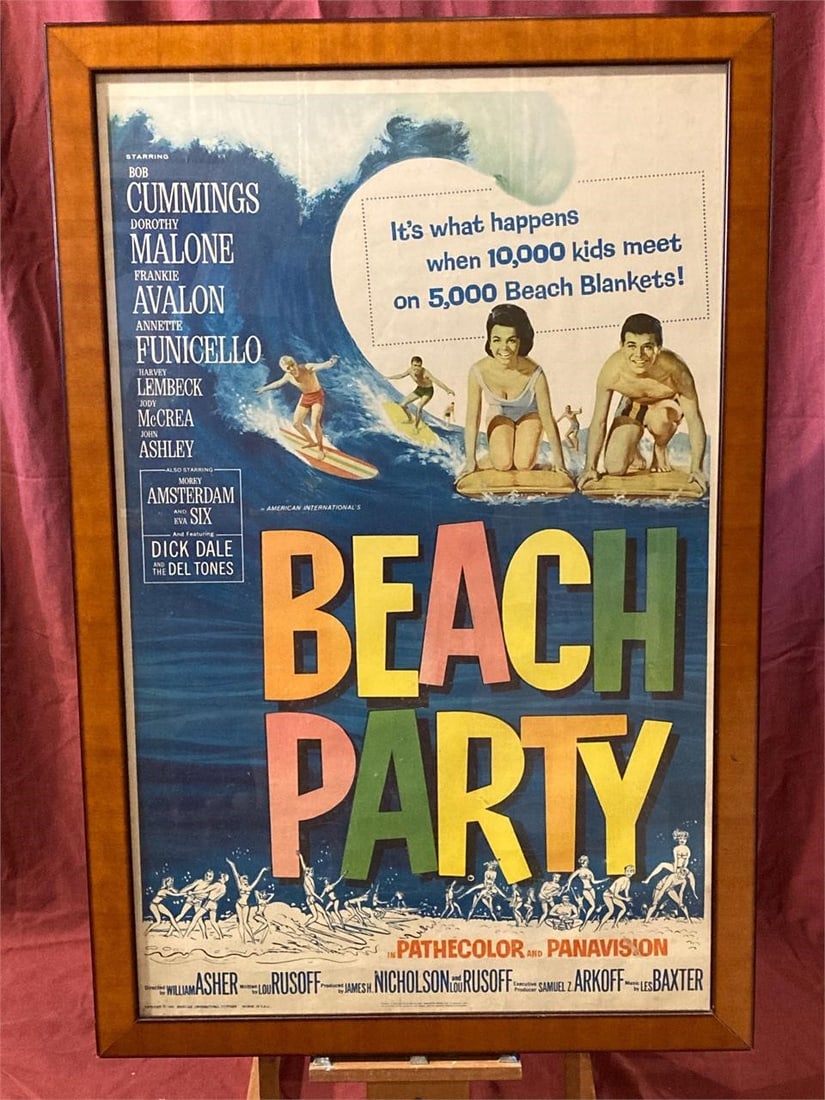 STARRING
BOB
CUMMINGS
DOROTHY
MALONE
FRANKIE
AVALON
ANNETTE
FUNICELLO
HARVEY
LEMBECK
JODY
McCREA
JOHN
ASHLEY
ALSO STARRING
MOREY
AMSTERDAM
AND
EVA SIX
And Featuring
DICK DALE
AND THE DEL TONES
It's what happens
when 10,000 kids meet
on 5,000 Beach Blankets!
AMERICAN INTERNATIONAL'S
BEACH
PARTY
IN PATHECOLOR AND PANAVISION
Directed by WILLIAM ASHER Written by LOU RUSOFF Produced by JAMES H. NICHOLSON and LOU RUSOFF Executive Producer SAMUEL Z. ARKOFF Music by LES BAXTER